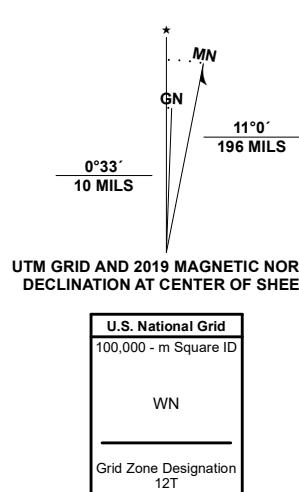 ★
MN
GN
11°0´
196 MILS
0°33´
10 MILS
UTM GRID AND 2019 MAGNETIC NOR
DECLINATION AT CENTER OF SHEE
U.S. National Grid
100,000 - m Square ID
WN
Grid Zone Designation
12T